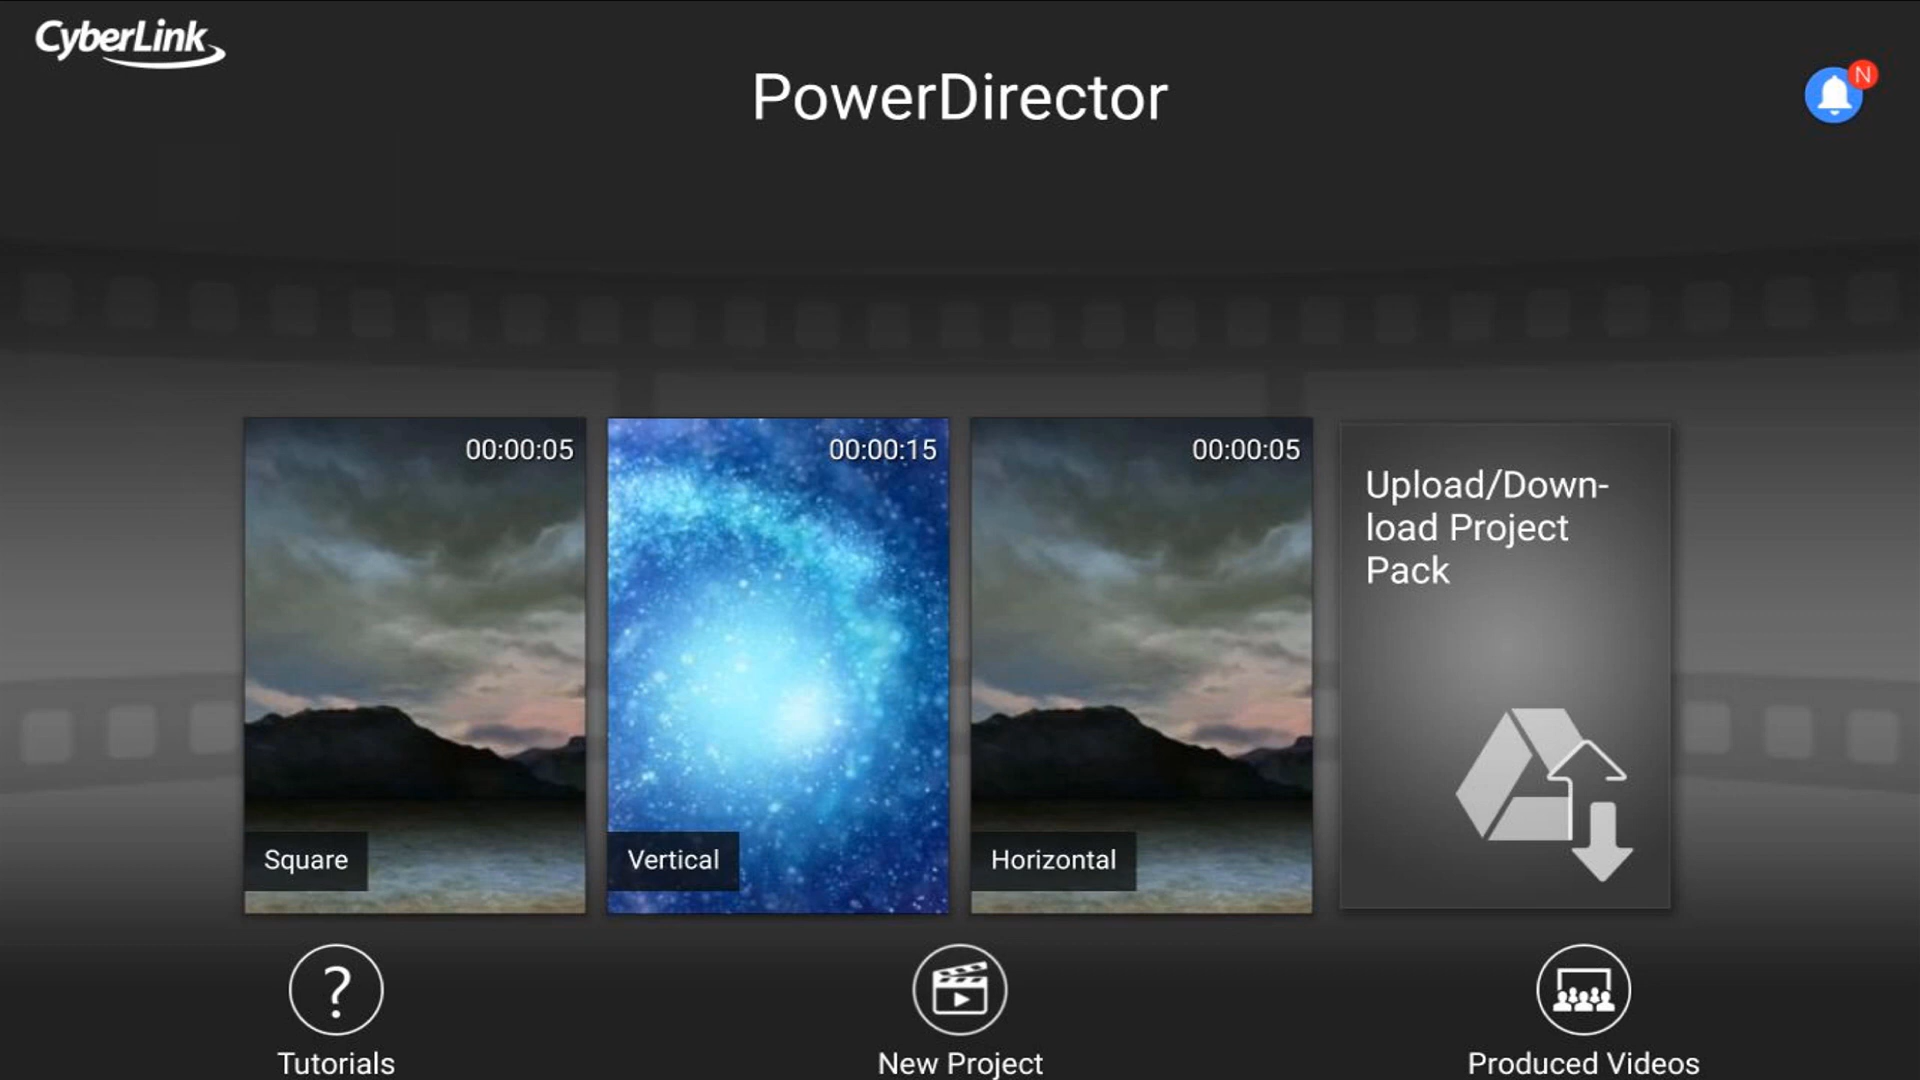 CyberLink
PowerDirector
N
00:00:05
00:00:15
00:00:05
Upload/Down-
load Project
Pack
Square
Vertical
Horizontal
?
Tutorials
New Project
Produced Videos